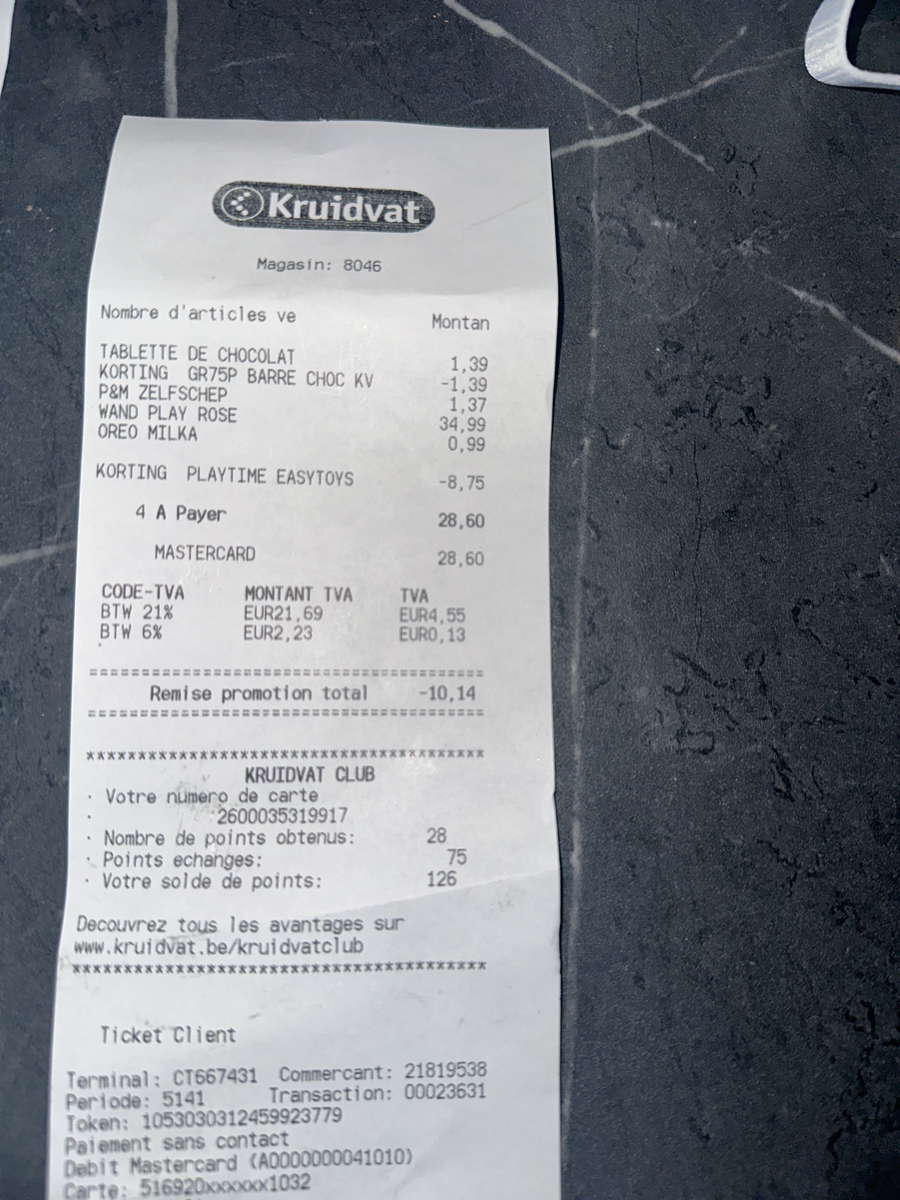 Kruidvat
Magasin: 8046
Nombre d'articles ve Montan
TABLETTE DE CHOCOLAT 1,39
KORTING GR75P BARRE CHOC KV -1,39
P&M ZELFSCHEP 1,37
WAND PLAY ROSE 34,99
OREO MILKA 0,99
KORTING PLAYTIME EASYTOYS -8,75
4 A Payer 28,60
MASTERCARD 28,60
CODE-TVA MONTANT TVA TVA
BTW 21% EUR21,69 EUR4,55
BTW 6% EUR2,23 EUR0,13
======================================
Remise promotion total -10,14
======================================
***************************************
KRUIDVAT CLUB
· Votre numero de carte
· :2600035319917
· Nombre de points obtenus: 28
· Points echanges: 75
· Votre solde de points: 126
Decouvrez tous les avantages sur
www.kruidvat.be/kruidvatclub
****************************************
Ticket Client
Terminal: CT667431 Commercant: 21819538
Periode: 5141 Transaction: 00023631
Token: 1053030312459923779
Paiement sans contact
Debit Mastercard (A0000000041010)
Carte: 516920xxxxxx1032